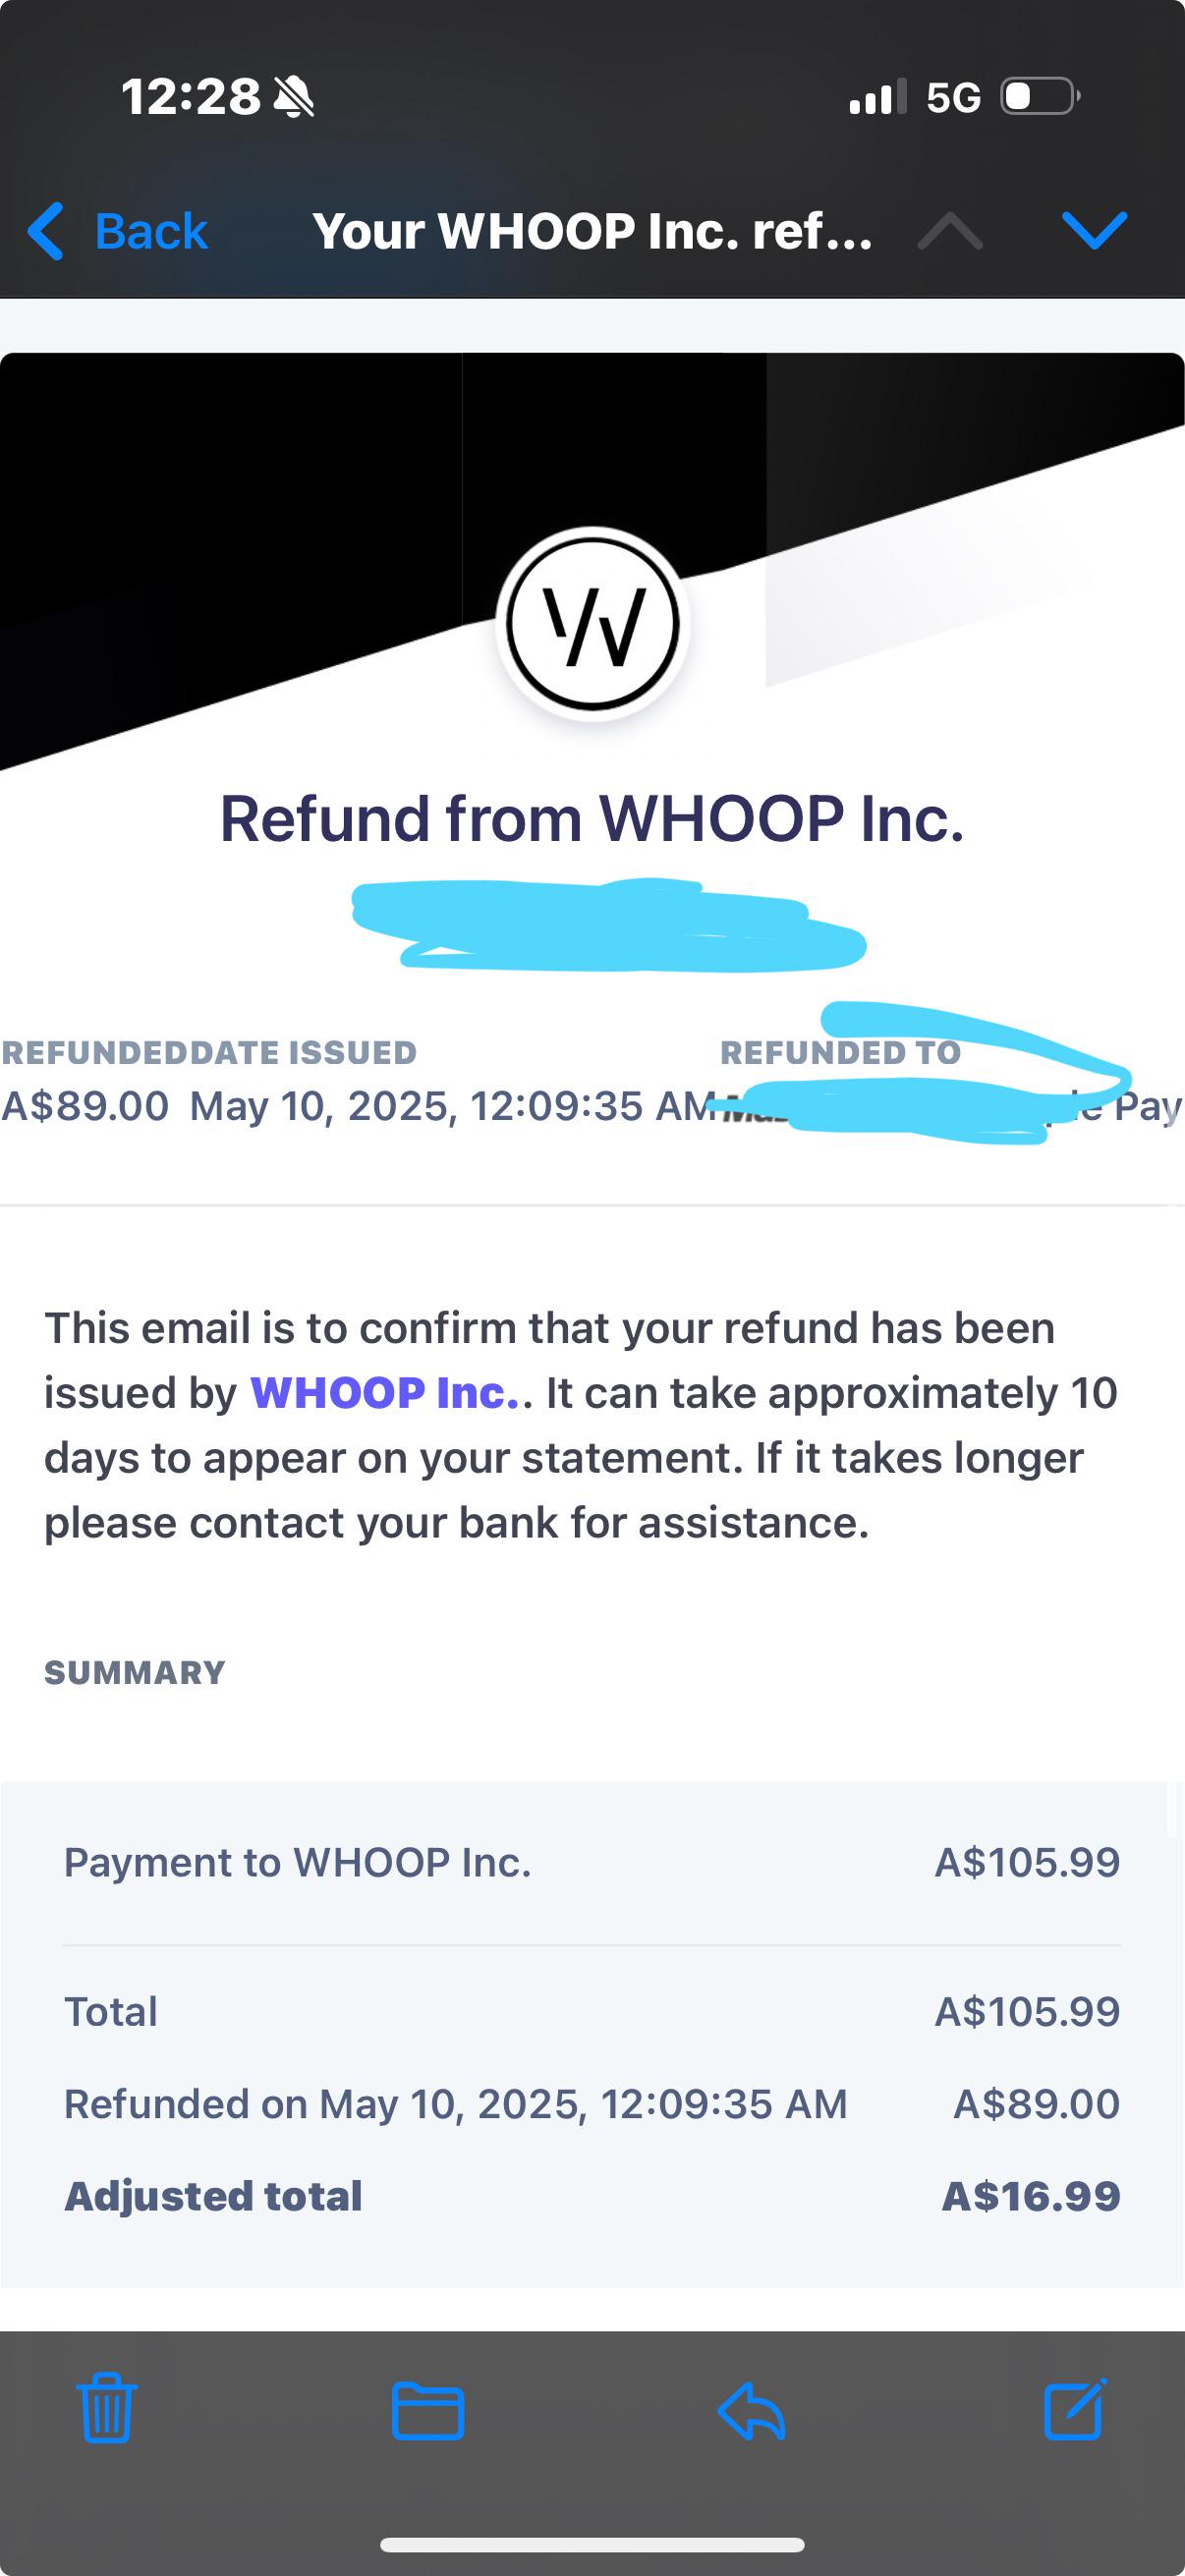 12:28 5G
Back Your WHOOP Inc. ref...
Refund from WHOOP Inc.
REFUNDED DATE ISSUED REFUNDED TO
A$89.00 May 10, 2025, 12:09:35 AM Pay
This email is to confirm that your refund has been
issued by WHOOP Inc.. It can take approximately 10
days to appear on your statement. If it takes longer
please contact your bank for assistance.
SUMMARY
Payment to WHOOP Inc. A$105.99
Total A$105.99
Refunded on May 10, 2025, 12:09:35 AM A$89.00
Adjusted total A$16.99